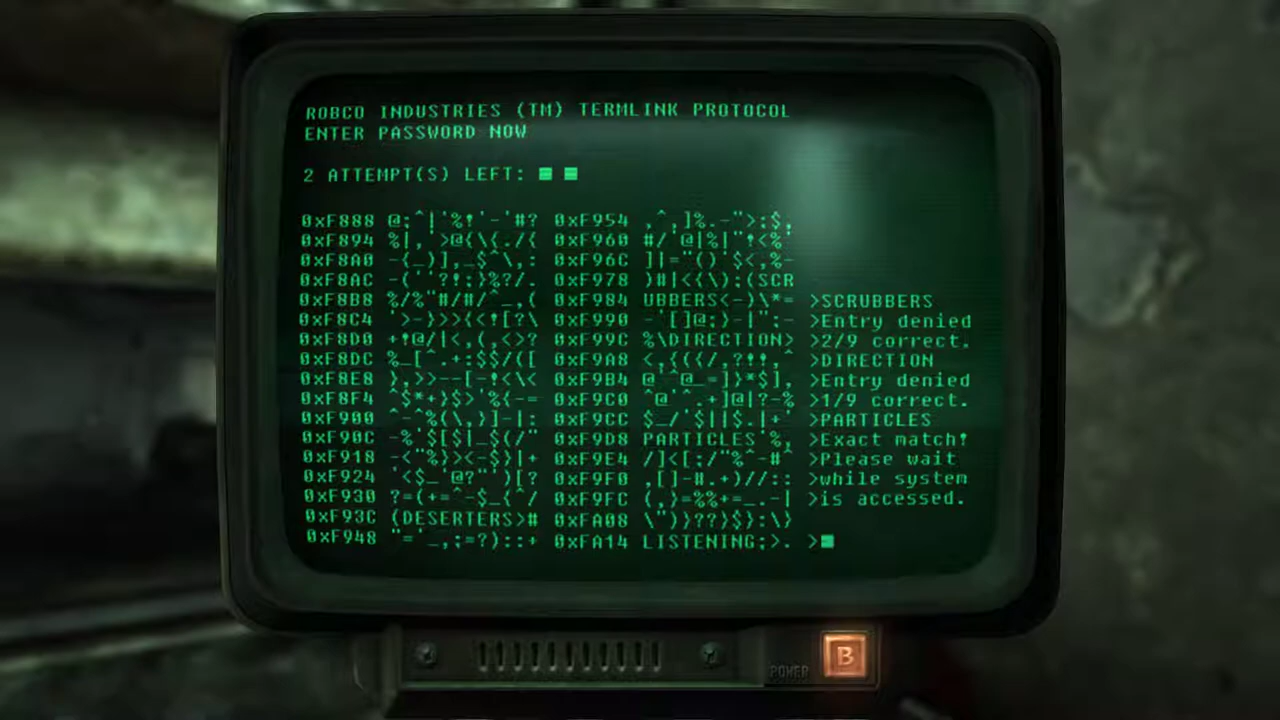 ROBCO INDUSTRIES (TM) TERMLINK PROTOCOL
ENTER PASSWORD NOW
2 ATTEMPT(S) LEFT:
0xF888 @;^|'%!'-'#? 0xF954 ,^,]%.-">:$,
0xF894 %|,'>@{\(./{ 0xF960 #/'@|%|"!<%'
0xF8A0 -{_)],_$^\,: 0xF96C ]|="()'$<,%-
0xF8AC -(''?!;}%?/. 0xF978 )#|<{\);(SCR
0xF8B8 %/%"#/#/^_,( 0xF984 UBBERS<-)\*= >SCRUBBERS
0xF8C4 '>-}>>{<![?\ 0xF990 -'[]@;}-|";- >Entry denied
0xF8D0 +!@/|<,(,<>? 0xF99C %\DIRECTION> >2/9 correct.
0xF8DC %_[^.+:$$/([ 0xF9A8 <,{({/,?!!,^ >DIRECTION
0xF8E8 },>>--[-!<\< 0xF9B4 @_^@_=]}*$], >Entry denied
0xF8F4 ^$*+}$>'%{-= 0xF9C0 ^@'^.+]@|?-% >1/9 correct.
0xF900 ^-^%(\,}]-|: 0xF9CC $_/'$||$.|+' >PARTICLES
0xF90C -%'$[$|_$(/" 0xF9D8 PARTICLES'%, >Exact match!
0xF918 -<"%}><-$}|+ 0xF9E4 /]<[;/"%^-#^ >Please wait
0xF924 '<$_'@?"')[? 0xF9F0 ,[]-#.+)//:: >while system
0xF930 ?=(+=^-$_{^/ 0xF9FC (.}=%%+=_.-| >is accessed.
0xF93C (DESERTERS># 0xFA08 \"}}??}$}:\}
0xF948 "='_,;=?)::+ 0xFA14 LISTENING;>. >
POWER
B